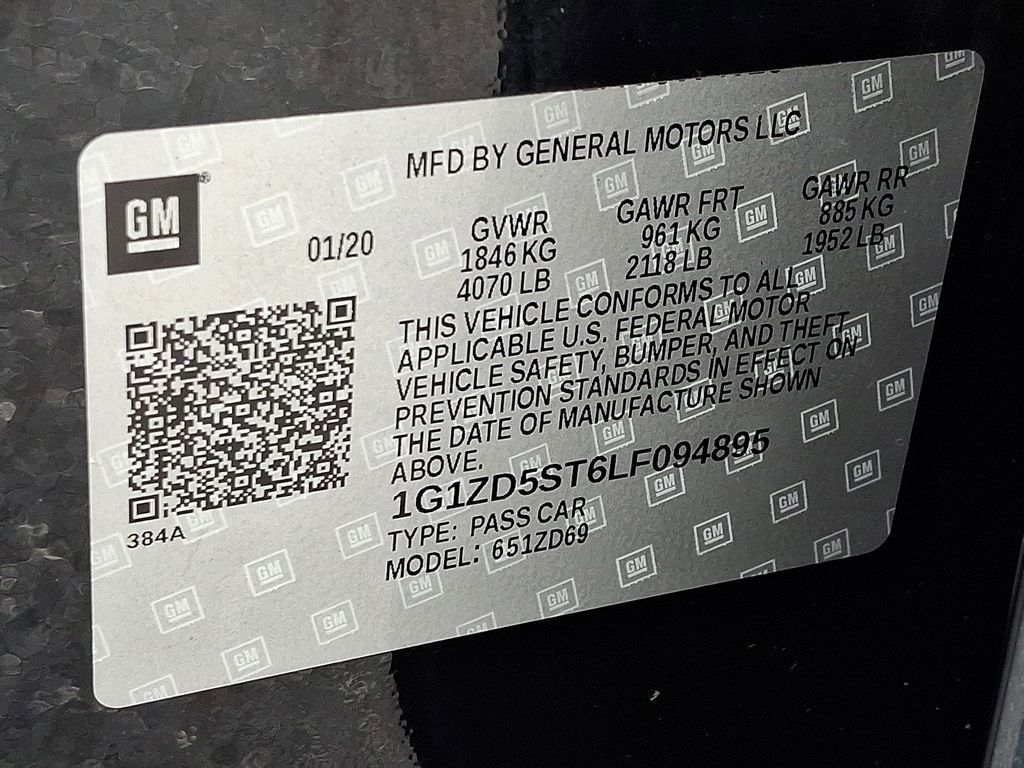 MFD BY GENERAL MOTORS LLC
GM
01/20
GVWR GAWR FRT GAWR RR
1846 KG 961 KG 885 KG
4070 LB 2118 LB 1952 LB
THIS VEHICLE CONFORMS TO ALL
APPLICABLE U.S. FEDERAL MOTOR
VEHICLE SAFETY, BUMPER, AND THEFT
PREVENTION STANDARDS IN EFFECT ON
THE DATE OF MANUFACTURE SHOWN
ABOVE.
1G1ZD5ST6LF094895
384A
TYPE: PASS CAR
MODEL: 651ZD69